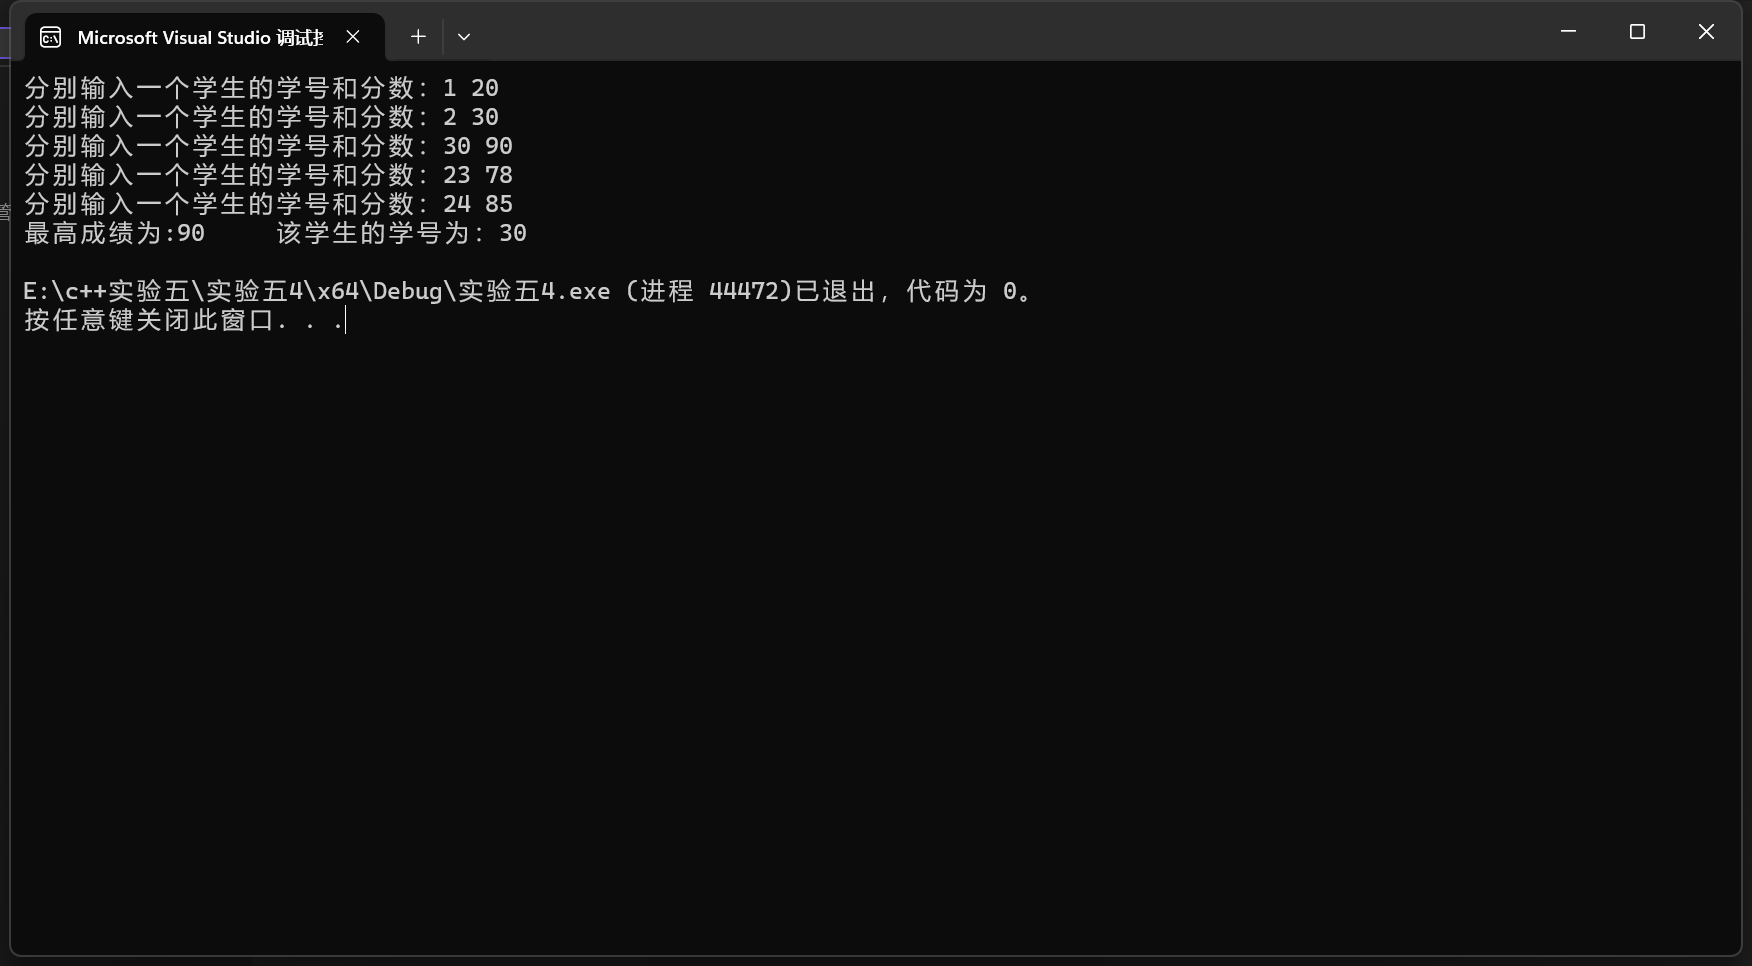 Microsoft Visual Studio 调试
分别输入一个学生的学号和分数：1 20
分别输入一个学生的学号和分数：2 30
分别输入一个学生的学号和分数：30 90
分别输入一个学生的学号和分数：23 78
分别输入一个学生的学号和分数：24 85
最高成绩为:90     该学生的学号为：30
E:\c++实验五\实验五4\x64\Debug\实验五4.exe (进程 44472)已退出，代码为 0。
按任意键关闭此窗口. . .